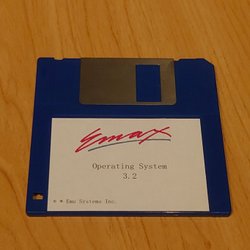 Emax
Operating System
3.2
* * Emu Systems Inc.